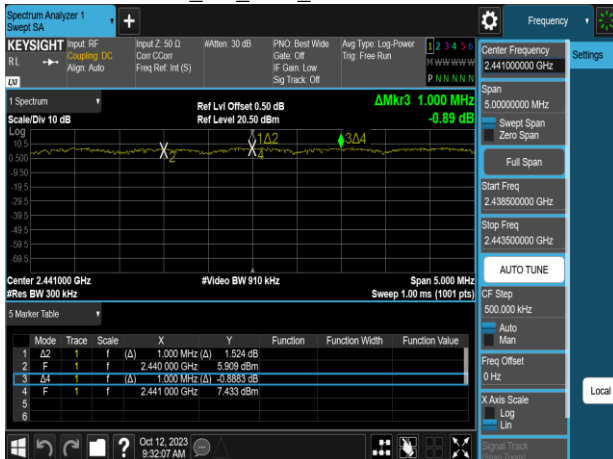 Spectrum Analyzer 1
Swept SA
Frequency
KEYSIGHT
RL
LXI
Input: RF
Coupling: DC
Align: Auto
Input Z: 50 Ω
Corr CCorr
Freq Ref: Int (S)
#Atten: 30 dB
PNO: Best Wide
Gate: Off
IF Gain: Low
Sig Track: Off
Avg Type: Log-Power
Trig: Free Run
1 2 3 4 5 6
M W W W W W
P N N N N N
1 Spectrum
Scale/Div 10 dB
Ref Lvl Offset 0.50 dB
Ref Level 20.50 dBm
ΔMkr3 1.000 MHz
-0.89 dB
Log
10.5
0.500
-9.50
-19.5
-29.5
-39.5
-49.5
-59.5
-69.5
2
1Δ2
4
3Δ4
Center 2.441000 GHz
#Video BW 910 kHz
Span 5.000 MHz
#Res BW 300 kHz
Sweep 1.00 ms (1001 pts)
5 Marker Table
Mode Trace Scale X Y Function Function Width Function Value
1 Δ2 1 f (Δ) 1.000 MHz (Δ) 1.524 dB
2 F 1 f 2.440 000 GHz 5.909 dBm
3 Δ4 1 f (Δ) 1.000 MHz (Δ) -0.8883 dB
4 F 1 f 2.441 000 GHz 7.433 dBm
5
6
Oct 12, 2023
9:32:07 AM
Center Frequency
2.441000000 GHz
Span
5.00000000 MHz
Swept Span
Zero Span
Full Span
Start Freq
2.438500000 GHz
Stop Freq
2.443500000 GHz
AUTO TUNE
CF Step
500.000 kHz
Auto
Man
Freq Offset
0 Hz
X Axis Scale
Log
Lin
Signal Track
(Span Zoom)
Settings
Local